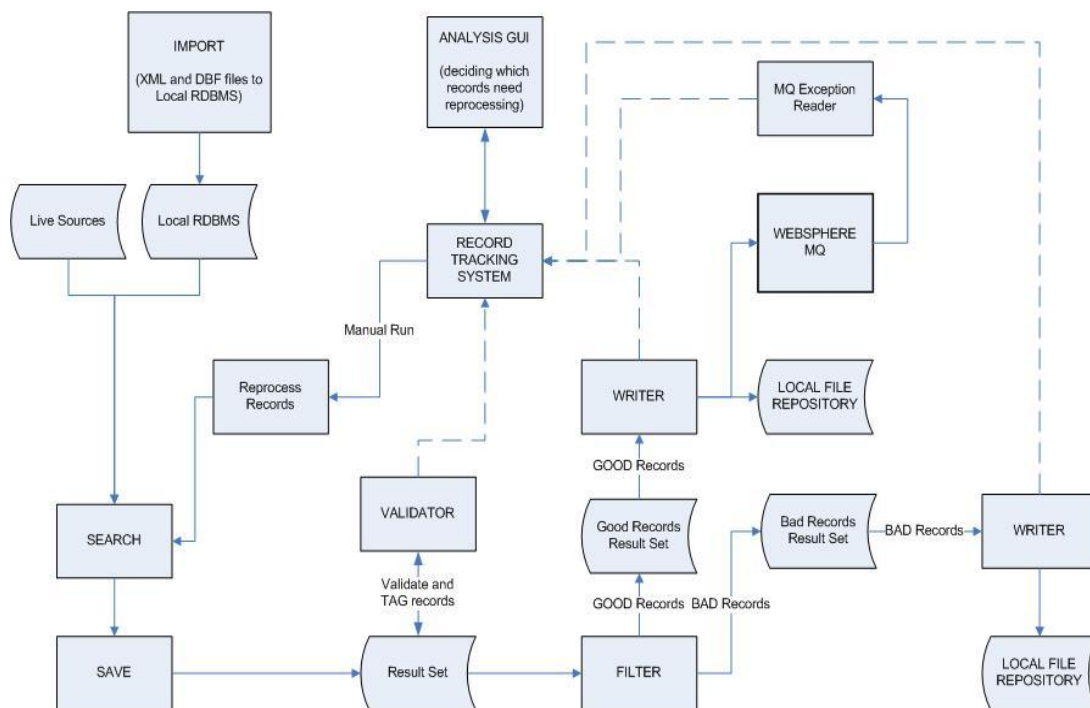 IMPORT
(XML and DBF files to
Local RDBMS)
ANALYSIS GUI
(deciding which
records need
reprocessing)
MQ Exception
Reader
Live Sources
Local RDBMS
RECORD
TRACKING
SYSTEM
WEBSPHERE
MQ
Manual Run
Reprocess
Records
WRITER
LOCAL FILE
REPOSITORY
GOOD Records
SEARCH
VALIDATOR
Good Records
Result Set
Bad Records
Result Set
BAD Records
WRITER
Validate and
TAG records
GOOD Records
BAD Records
SAVE
Result Set
FILTER
LOCAL FILE
REPOSITORY